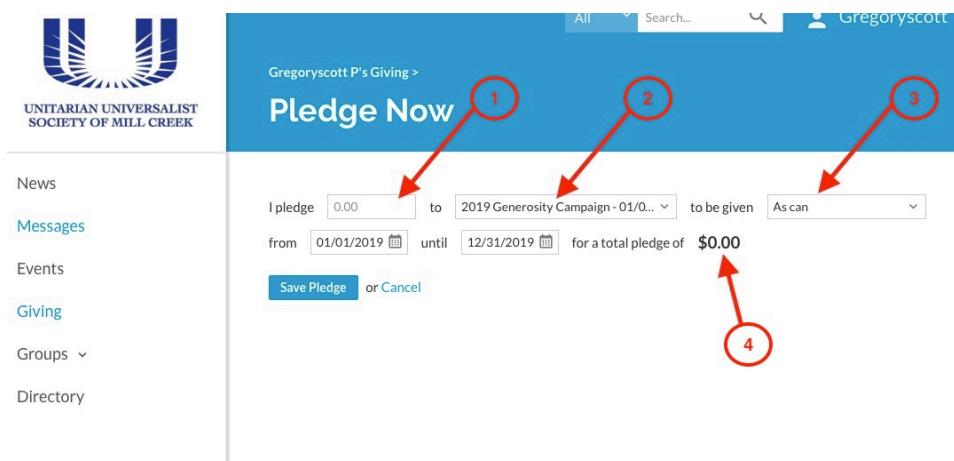 All Search... Gregoryscott
UNITARIAN UNIVERSALIST
SOCIETY OF MILL CREEK
Gregoryscott P's Giving >
Pledge Now
1 2 3
News
Messages
Events
Giving
Groups
Directory
I pledge 0.00 to 2019 Generosity Campaign - 01/0... to be given As can
from 01/01/2019 until 12/31/2019 for a total pledge of $0.00
Save Pledge or Cancel
4